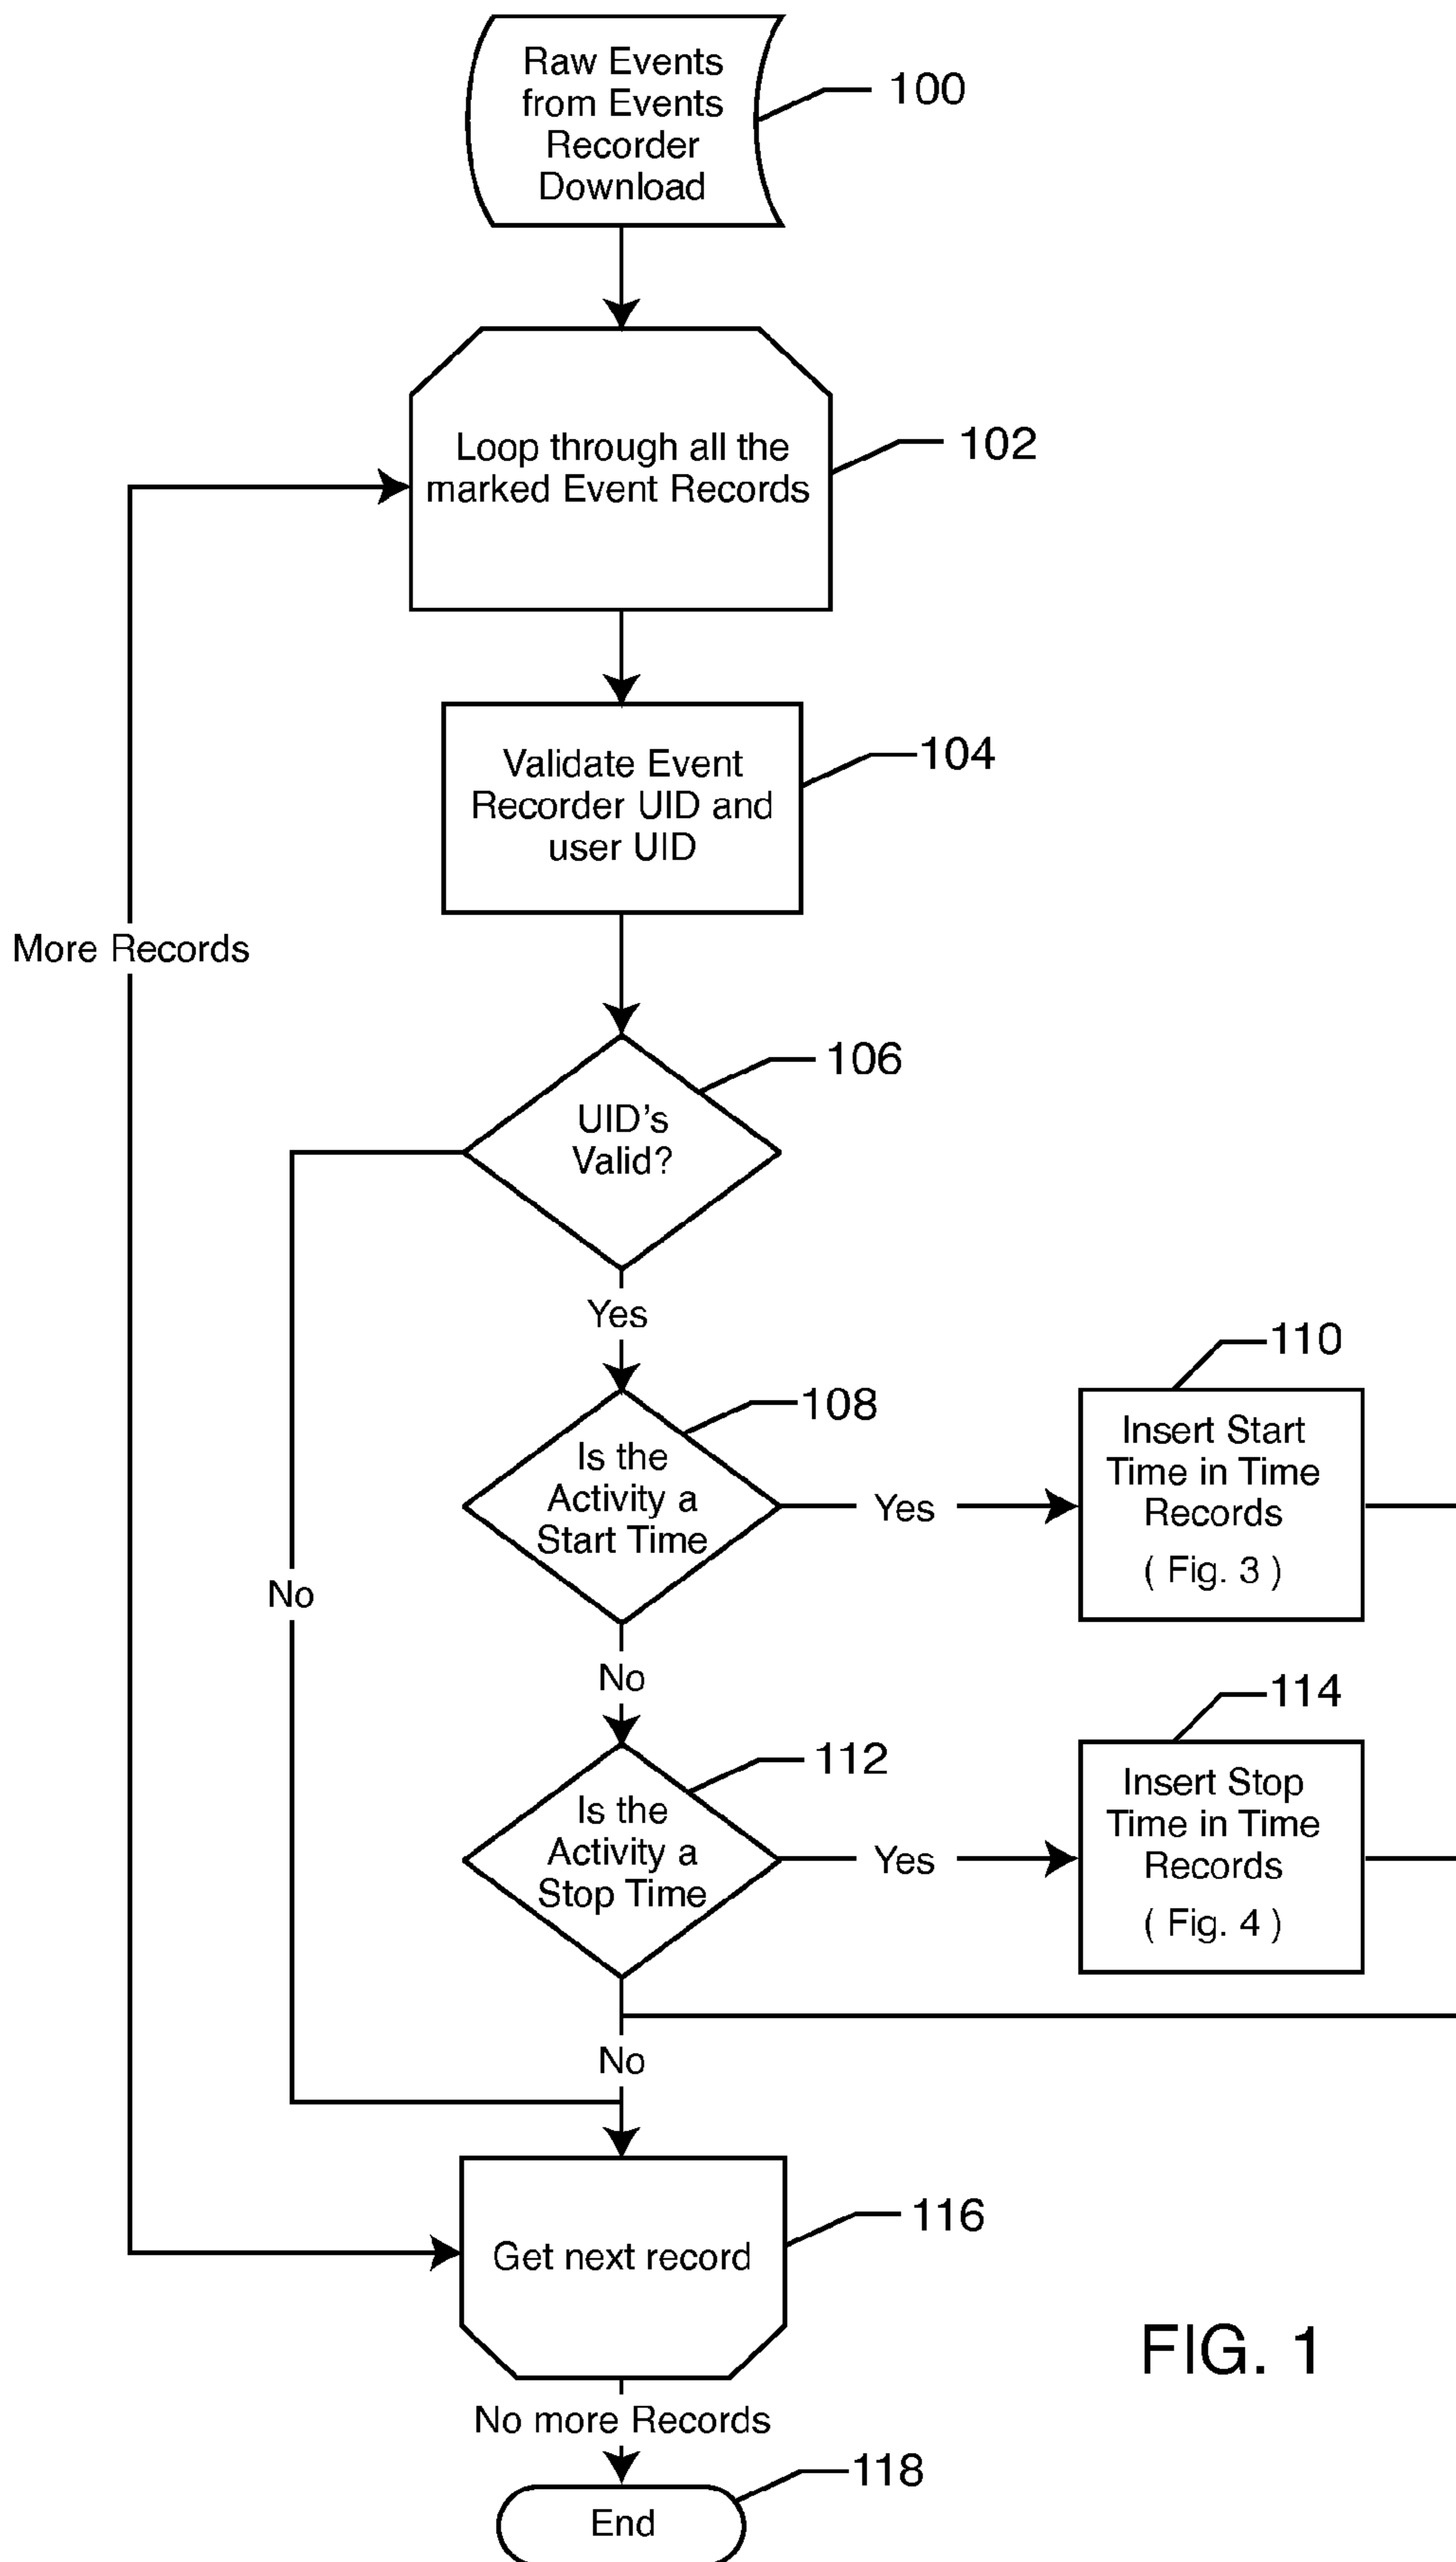 Raw Events
from Events
Recorder
Download
100
Loop through all the
marked Event Records
102
Validate Event
Recorder UID and
user UID
104
More Records
106
UID's
Valid?
Yes
108
Is the
Activity a
Start Time
Yes
110
Insert Start
Time in Time
Records
( Fig. 3 )
No
No
112
Is the
Activity a
Stop Time
Yes
114
Insert Stop
Time in Time
Records
( Fig. 4 )
No
116
Get next record
FIG. 1
No more Records
118
End